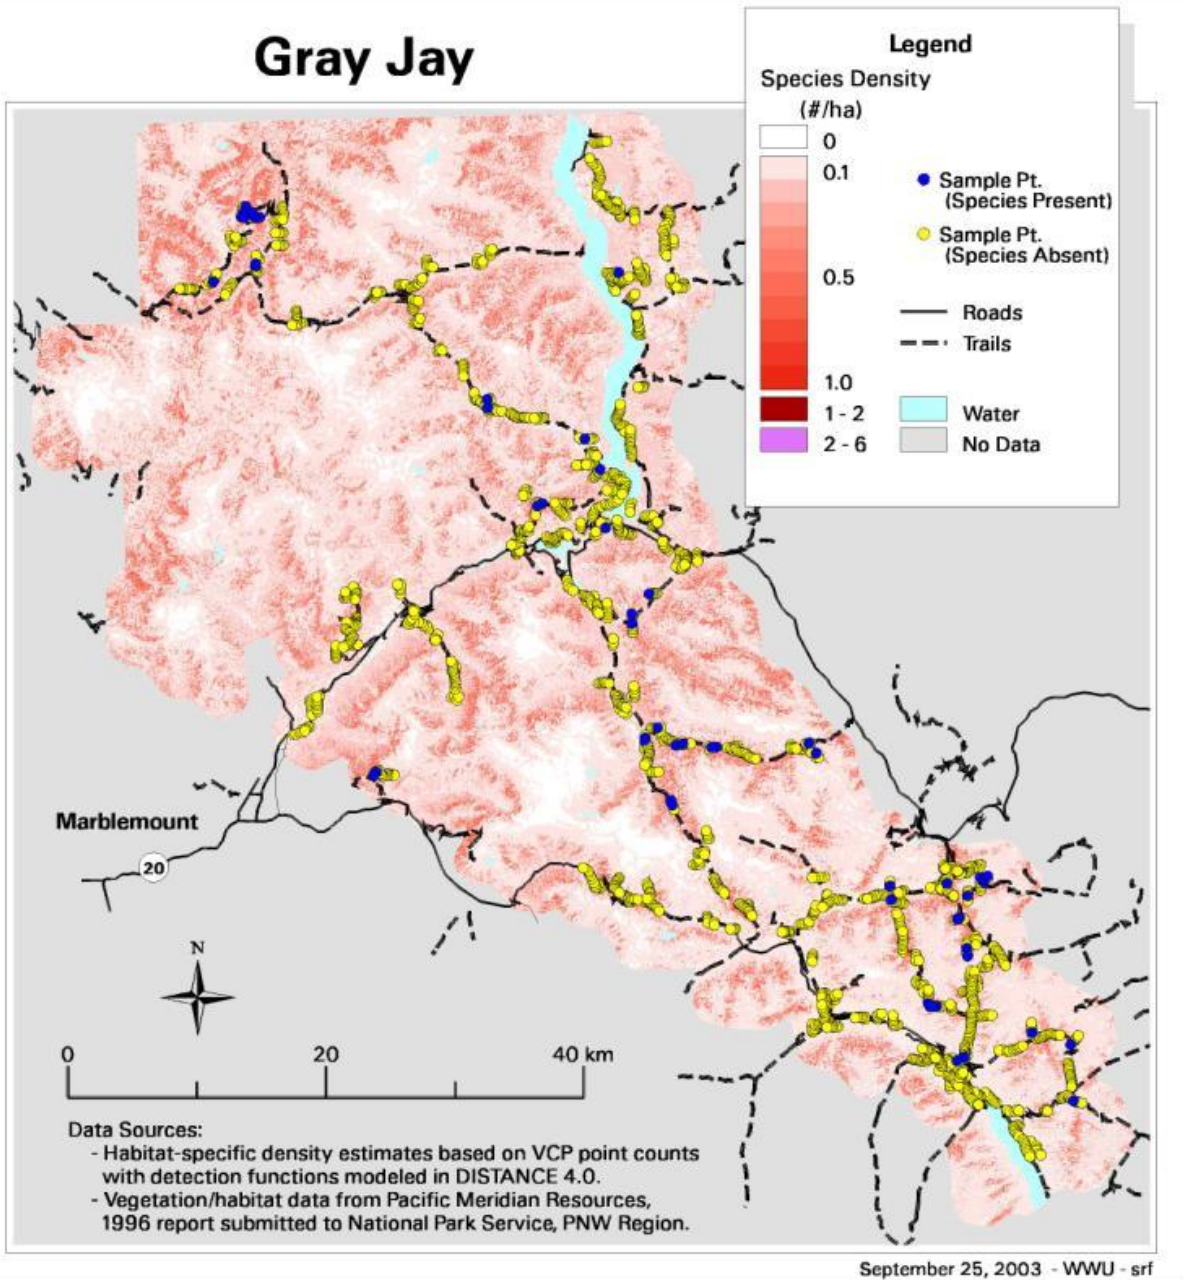 Gray Jay
Legend
Species Density
(#/ha)
0
0.1
0.5
1.0
1 - 2
2 - 6
Sample Pt.
(Species Present)
Sample Pt.
(Species Absent)
Roads
Trails
Water
No Data
Marblemount
20
N
0 20 40 km
Data Sources:
- Habitat-specific density estimates based on VCP point counts
with detection functions modeled in DISTANCE 4.0.
- Vegetation/habitat data from Pacific Meridian Resources,
1996 report submitted to National Park Service, PNW Region.
September 25, 2003 - WWU - srf